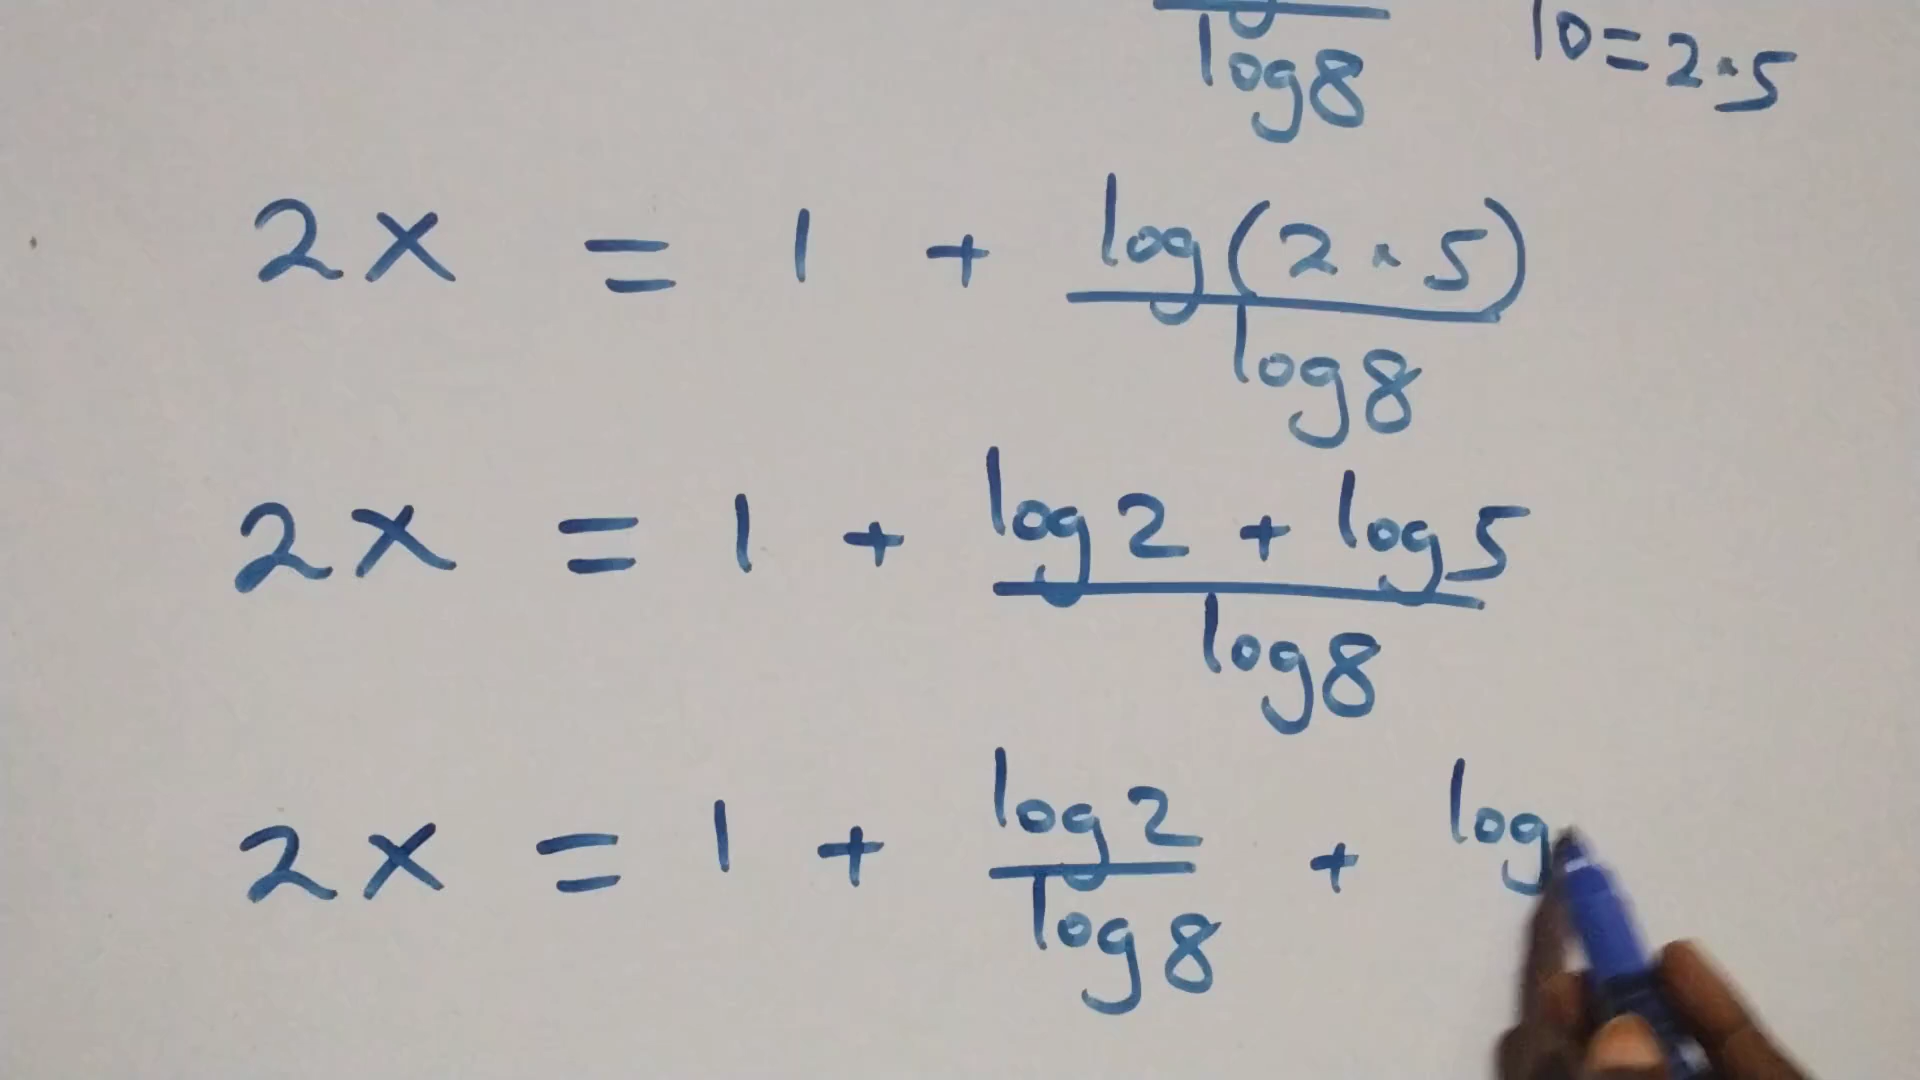 log8 10=2·5
2x = 1 + log(2·5)
log8
2x = 1 + log2 + log5
log8
2x = 1 + log2 + log
log8